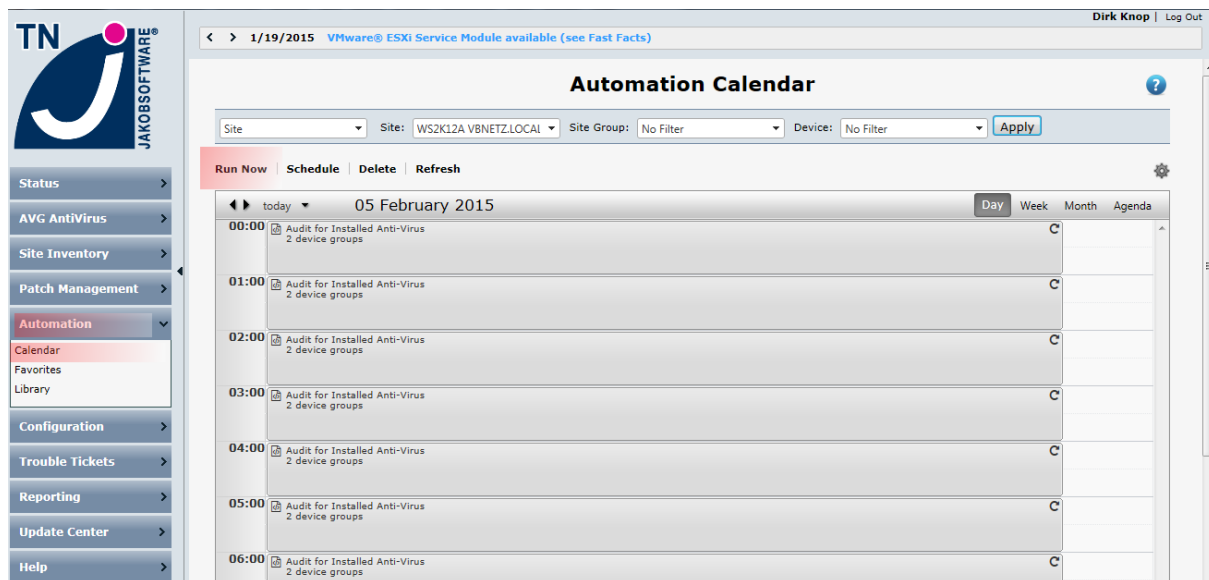 Dirk Knop | Log Out
TN
JAKOBSOFTWARE®
< > 1/19/2015 VMware® ESXi Service Module available (see Fast Facts)
Automation Calendar
?
Site Site: WS2K12A VBNETZ.LOCAL Site Group: No Filter Device: No Filter Apply
Run Now Schedule Delete Refresh
today 05 February 2015 Day Week Month Agenda
Status
AVG AntiVirus
Site Inventory
Patch Management
Automation
Calendar
Favorites
Library
Configuration
Trouble Tickets
Reporting
Update Center
Help
00:00 Audit for Installed Anti-Virus
2 device groups
01:00 Audit for Installed Anti-Virus
2 device groups
02:00 Audit for Installed Anti-Virus
2 device groups
03:00 Audit for Installed Anti-Virus
2 device groups
04:00 Audit for Installed Anti-Virus
2 device groups
05:00 Audit for Installed Anti-Virus
2 device groups
06:00 Audit for Installed Anti-Virus
2 device groups